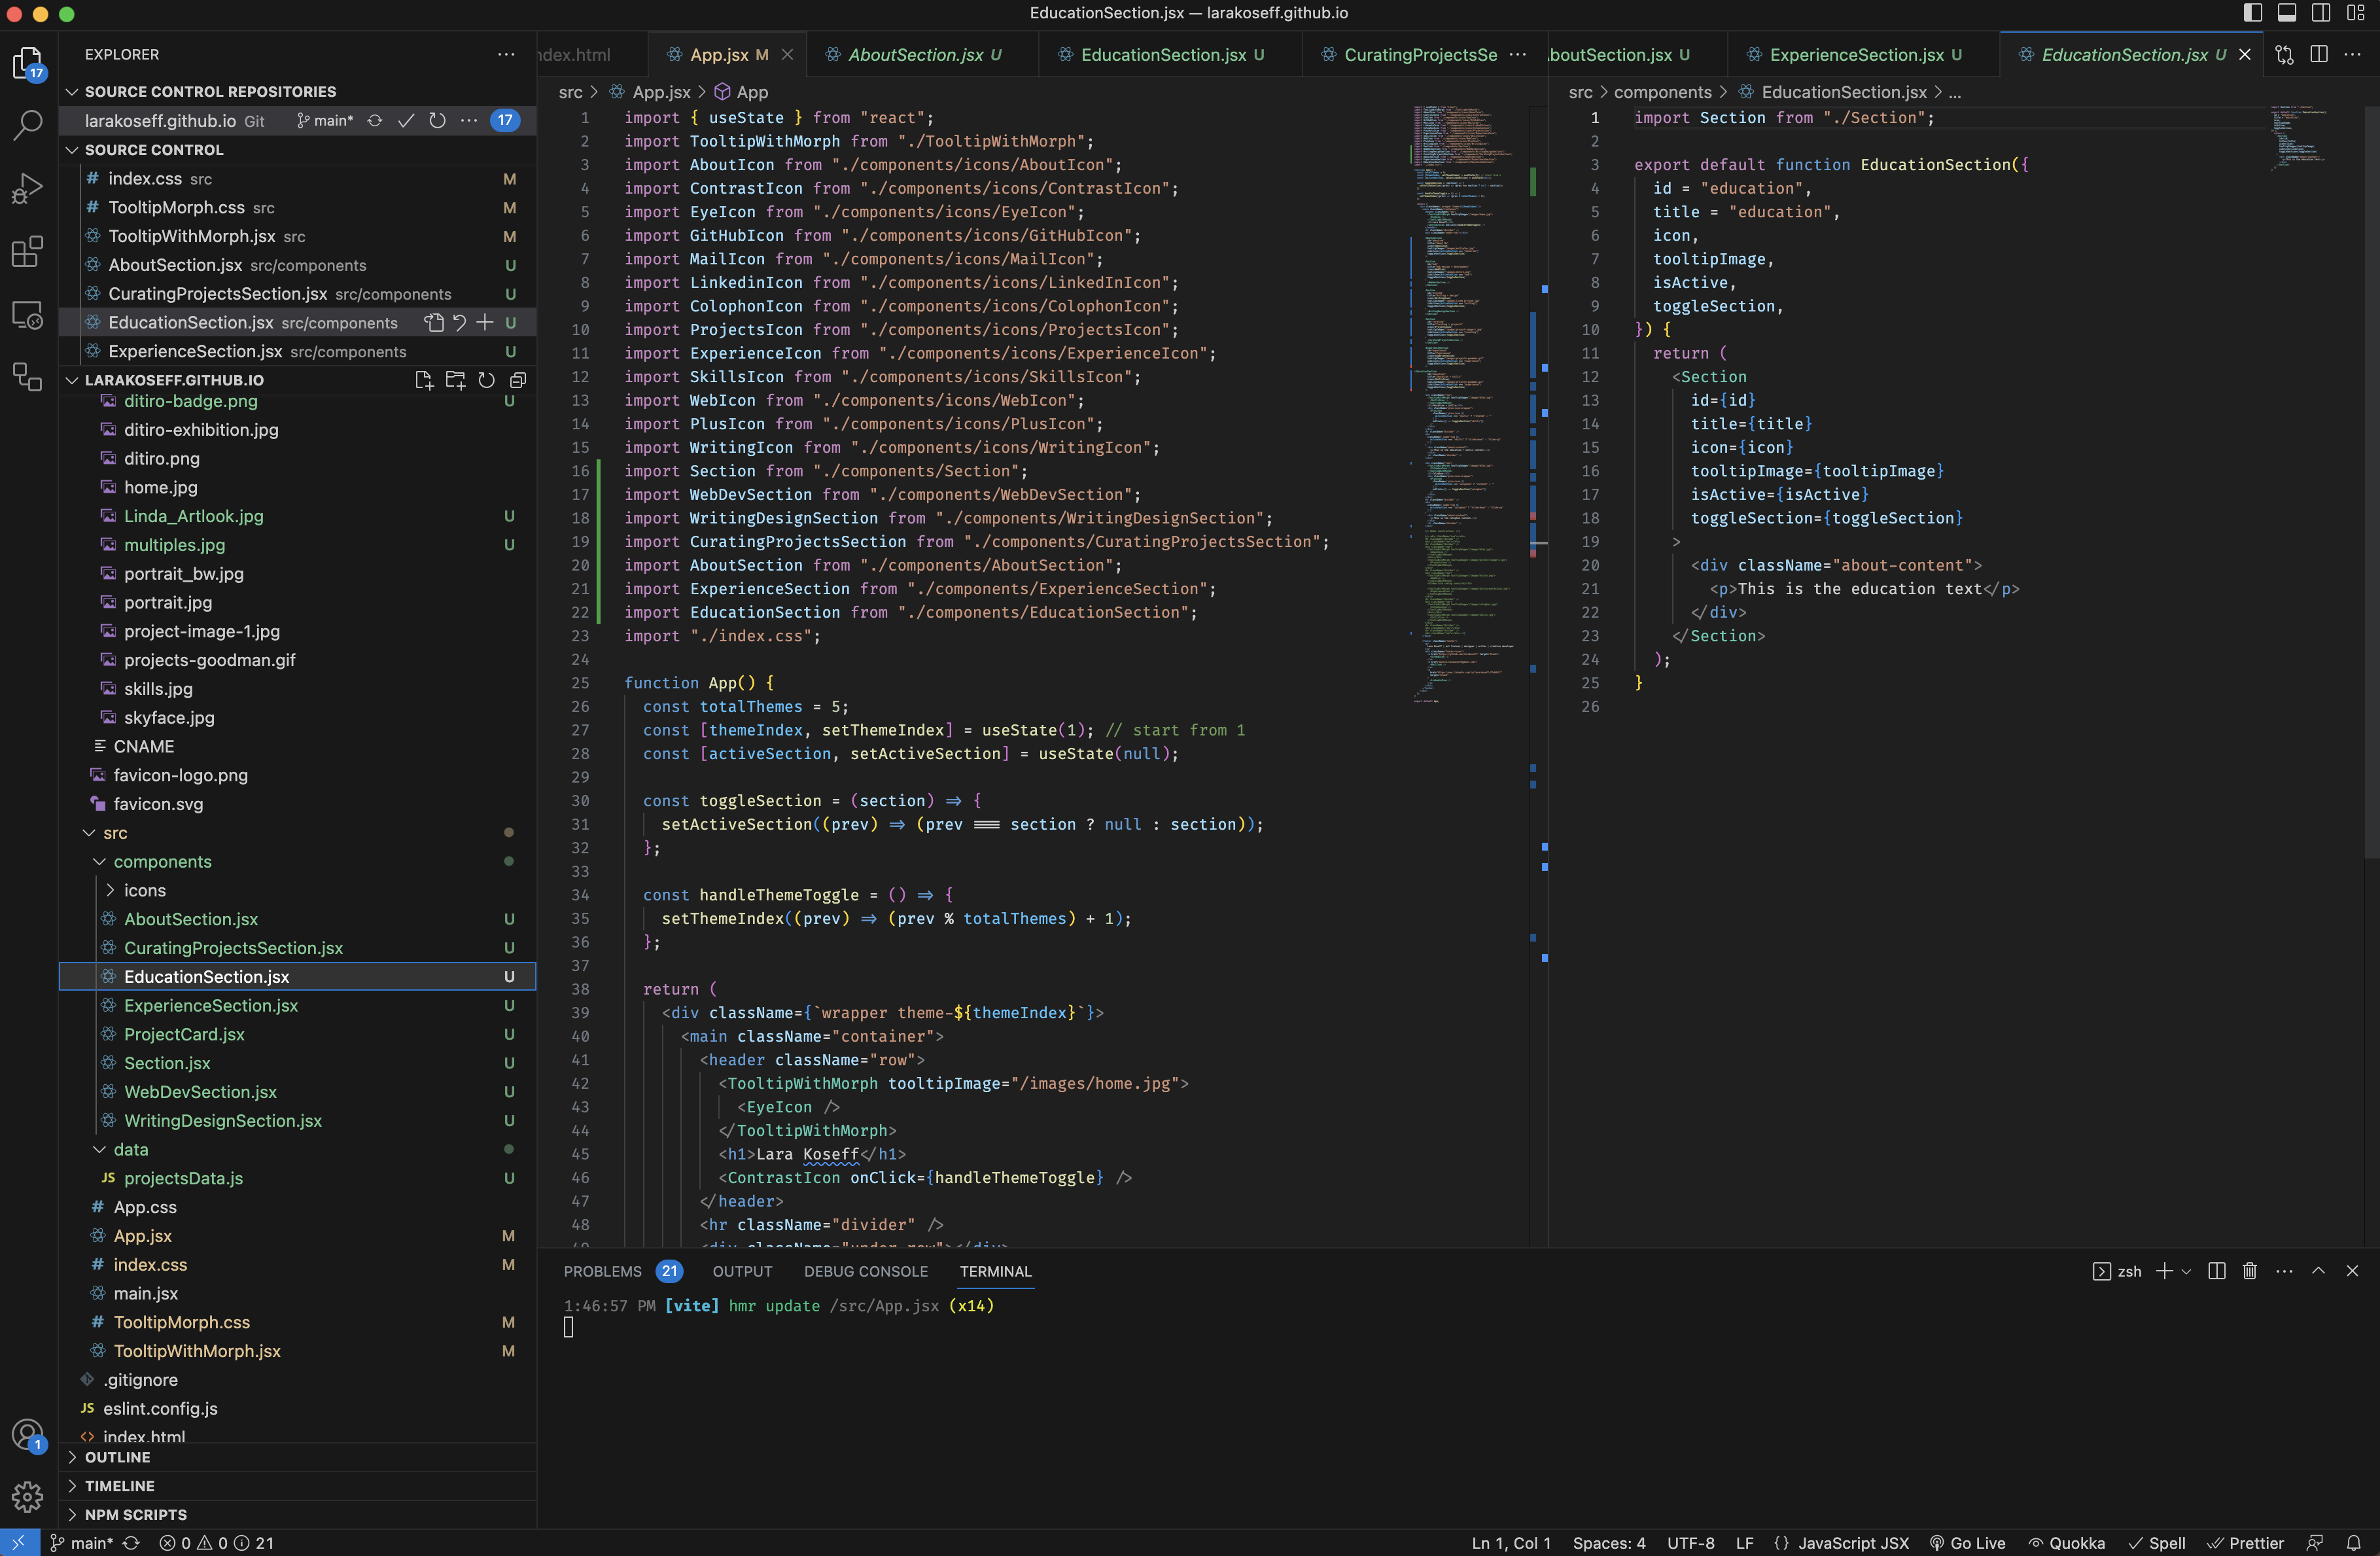 EducationSection.jsx — larakoseff.github.io
17
EXPLORER
SOURCE CONTROL REPOSITORIES
larakoseff.github.io Git main* 17
SOURCE CONTROL
index.css src M
TooltipMorph.css src M
TooltipWithMorph.jsx src M
AboutSection.jsx src/components U
CuratingProjectsSection.jsx src/components U
EducationSection.jsx src/components U
ExperienceSection.jsx src/components U
LARAKOSEFF.GITHUB.IO
ditiro-badge.png U
ditiro-exhibition.jpg
ditiro.png
home.jpg
Linda_Artlook.jpg U
multiples.jpg U
portrait_bw.jpg
portrait.jpg
project-image-1.jpg
projects-goodman.gif
skills.jpg
skyface.jpg
CNAME
favicon-logo.png
favicon.svg
src
components
icons
AboutSection.jsx U
CuratingProjectsSection.jsx U
EducationSection.jsx U
ExperienceSection.jsx U
ProjectCard.jsx U
Section.jsx U
WebDevSection.jsx U
WritingDesignSection.jsx U
data
JS projectsData.js U
# App.css
App.jsx M
# index.css M
main.jsx
# TooltipMorph.css M
TooltipWithMorph.jsx M
.gitignore
JS eslint.config.js
index.html
OUTLINE
TIMELINE
NPM SCRIPTS
1
ndex.html App.jsx M AboutSection.jsx U EducationSection.jsx U CuratingProjectsSe ···
src > App.jsx > App
1 import { useState } from "react";
2 import TooltipWithMorph from "./TooltipWithMorph";
3 import AboutIcon from "./components/icons/AboutIcon";
4 import ContrastIcon from "./components/icons/ContrastIcon";
5 import EyeIcon from "./components/icons/EyeIcon";
6 import GitHubIcon from "./components/icons/GitHubIcon";
7 import MailIcon from "./components/icons/MailIcon";
8 import LinkedinIcon from "./components/icons/LinkedInIcon";
9 import ColophonIcon from "./components/icons/ColophonIcon";
10 import ProjectsIcon from "./components/icons/ProjectsIcon";
11 import ExperienceIcon from "./components/icons/ExperienceIcon";
12 import SkillsIcon from "./components/icons/SkillsIcon";
13 import WebIcon from "./components/icons/WebIcon";
14 import PlusIcon from "./components/icons/PlusIcon";
15 import WritingIcon from "./components/icons/WritingIcon";
16 import Section from "./components/Section";
17 import WebDevSection from "./components/WebDevSection";
18 import WritingDesignSection from "./components/WritingDesignSection";
19 import CuratingProjectsSection from "./components/CuratingProjectsSection";
20 import AboutSection from "./components/AboutSection";
21 import ExperienceSection from "./components/ExperienceSection";
22 import EducationSection from "./components/EducationSection";
23 import "./index.css";
24
25 function App() {
26 const totalThemes = 5;
27 const [themeIndex, setThemeIndex] = useState(1); // start from 1
28 const [activeSection, setActiveSection] = useState(null);
29
30 const toggleSection = (section) => {
31 setActiveSection((prev) => (prev === section ? null : section));
32 };
33
34 const handleThemeToggle = () => {
35 setThemeIndex((prev) => (prev % totalThemes) + 1);
36 };
37
38 return (
39 <div className={`wrapper theme-${themeIndex}`}>
40 <main className="container">
41 <header className="row">
42 <TooltipWithMorph tooltipImage="/images/home.jpg">
43 <EyeIcon />
44 </TooltipWithMorph>
45 <h1>Lara Koseff</h1>
46 <ContrastIcon onClick={handleThemeToggle} />
47 </header>
48 <hr className="divider" />
49 <div className="under-row"></div>
boutSection.jsx U ExperienceSection.jsx U EducationSection.jsx U
src > components > EducationSection.jsx > ...
1 import Section from "./Section";
2
3 export default function EducationSection({
4 id = "education",
5 title = "education",
6 icon,
7 tooltipImage,
8 isActive,
9 toggleSection,
10 }) {
11 return (
12 <Section
13 id={id}
14 title={title}
15 icon={icon}
16 tooltipImage={tooltipImage}
17 isActive={isActive}
18 toggleSection={toggleSection}
19 >
20 <div className="about-content">
21 <p>This is the education text</p>
22 </div>
23 </Section>
24 );
25 }
26
PROBLEMS 21 OUTPUT DEBUG CONSOLE TERMINAL
zsh
1:46:57 PM [vite] hmr update /src/App.jsx (x14)
main* 0 0 21
Ln 1, Col 1 Spaces: 4 UTF-8 LF {} JavaScript JSX Go Live Quokka Spell Prettier